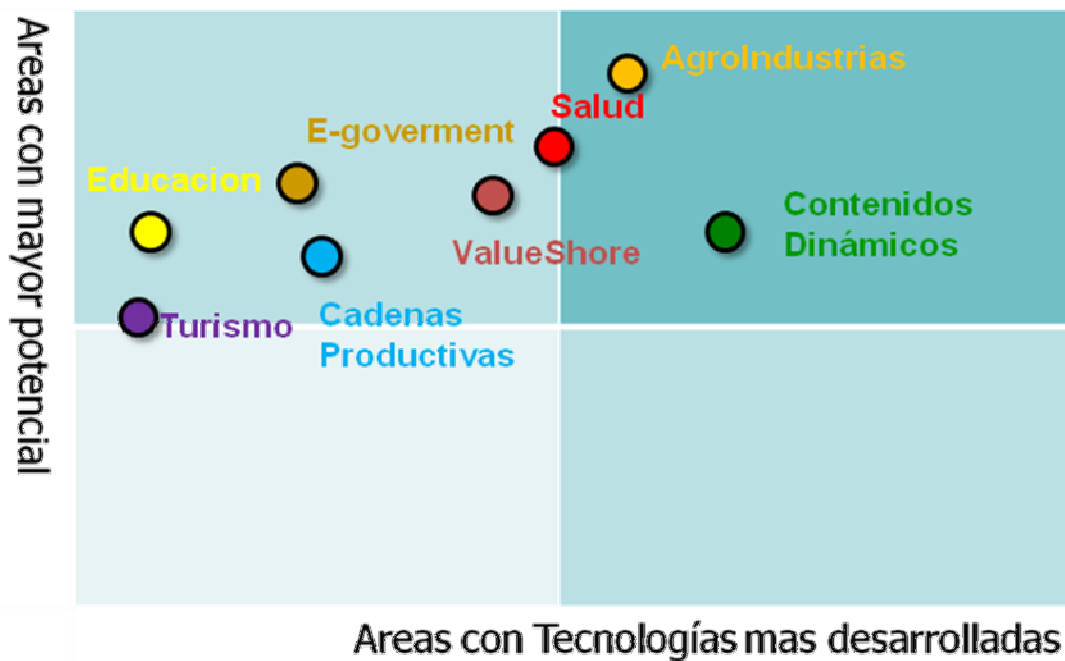 Areas con mayor potencial
AgroIndustrias
Salud
E-goverment
Educacion
Contenidos
Dinámicos
ValueShore
Turismo
Cadenas
Productivas
Areas con Tecnologías mas desarrolladas